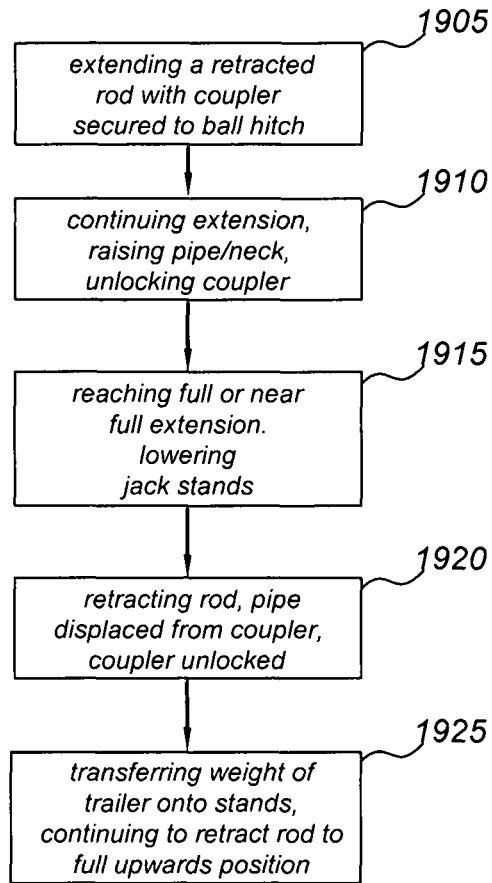 1905
extending a retracted
rod with coupler
secured to ball hitch
1910
continuing extension,
raising pipe/neck,
unlocking coupler
1915
reaching full or near
full extension.
lowering
jack stands
1920
retracting rod, pipe
displaced from coupler,
coupler unlocked
1925
transferring weight of
trailer onto stands,
continuing to retract rod to
full upwards position